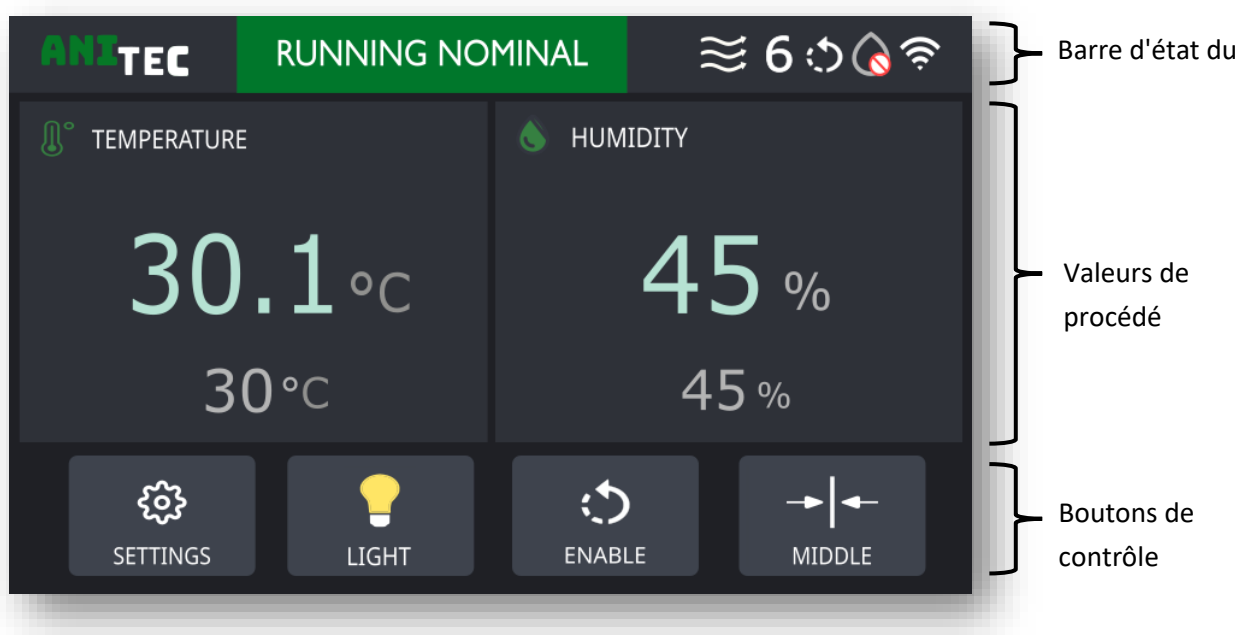 ANITEC
RUNNING NOMINAL
6
Barre d'état du
TEMPERATURE
HUMIDITY
30.1 °C
45 %
Valeurs de
procédé
30 °C
45 %
SETTINGS
LIGHT
ENABLE
MIDDLE
Boutons de
contrôle